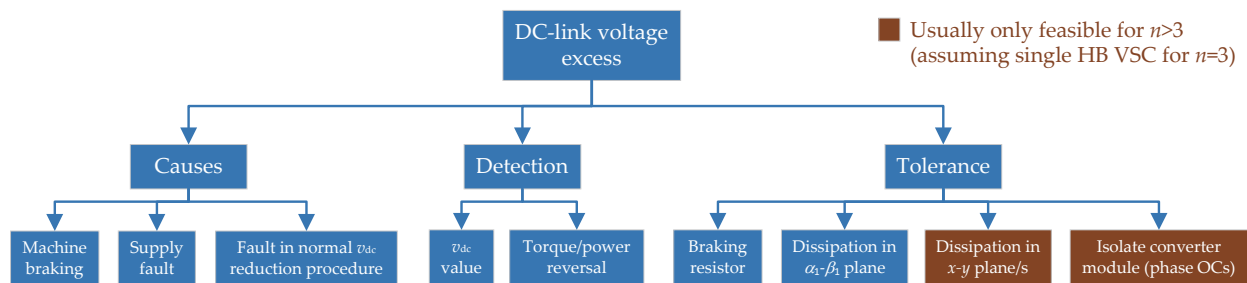 DC-link voltage
excess
Usually only feasible for n>3
(assuming single HB VSC for n=3)
Causes
Detection
Tolerance
Machine
braking
Supply
fault
Fault in normal vdc
reduction procedure
vdc
value
Torque/power
reversal
Braking
resistor
Dissipation in
α1-β1 plane
Dissipation in
x-y plane/s
Isolate converter
module (phase OCs)